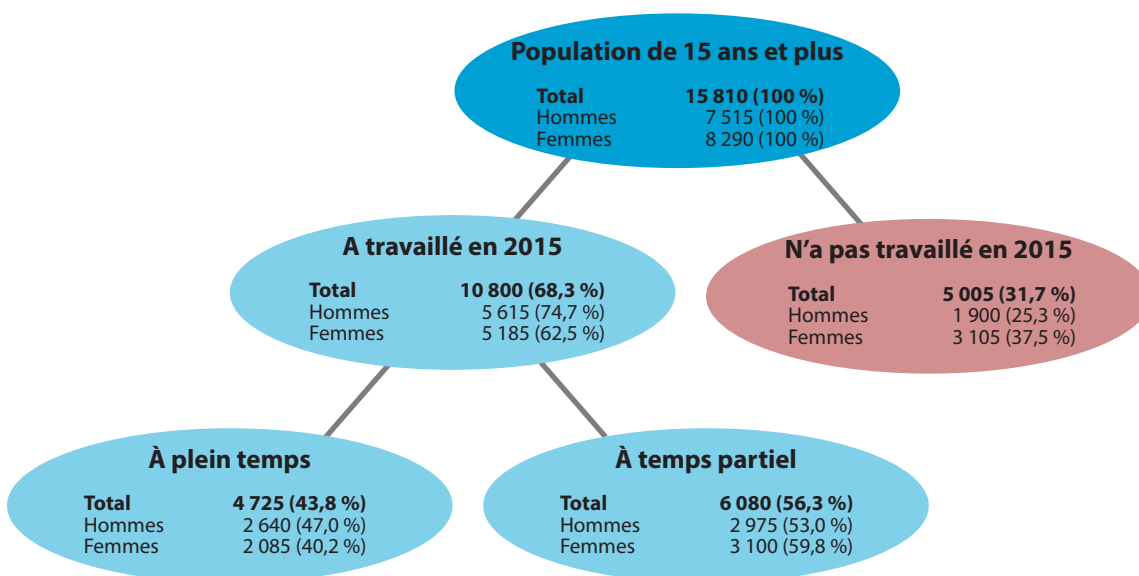 Population de 15 ans et plus
Total 15 810 (100 %)
Hommes 7 515 (100 %)
Femmes 8 290 (100 %)
A travaillé en 2015
Total 10 800 (68,3 %)
Hommes 5 615 (74,7 %)
Femmes 5 185 (62,5 %)
N'a pas travaillé en 2015
Total 5 005 (31,7 %)
Hommes 1 900 (25,3 %)
Femmes 3 105 (37,5 %)
À plein temps
Total 4 725 (43,8 %)
Hommes 2 640 (47,0 %)
Femmes 2 085 (40,2 %)
À temps partiel
Total 6 080 (56,3 %)
Hommes 2 975 (53,0 %)
Femmes 3 100 (59,8 %)